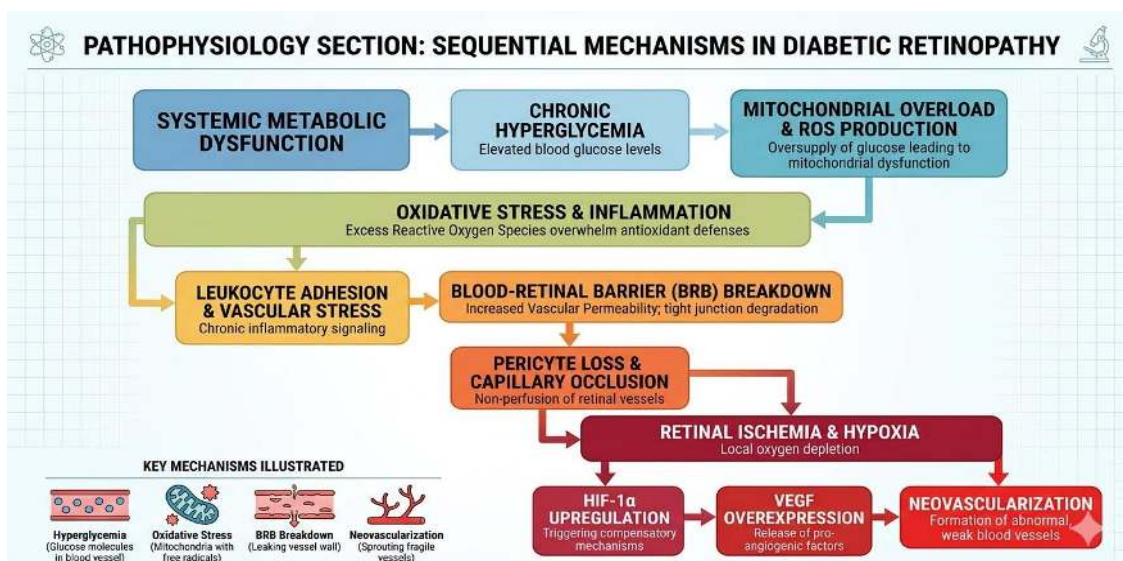 PATHOPHYSIOLOGY SECTION: SEQUENTIAL MECHANISMS IN DIABETIC RETINOPATHY
SYSTEMIC METABOLIC
DYSFUNCTION
CHRONIC
HYPERGLYCEMIA
Elevated blood glucose levels
MITOCHONDRIAL OVERLOAD
& ROS PRODUCTION
Oversupply of glucose leading to
mitochondrial dysfunction
OXIDATIVE STRESS & INFLAMMATION
Excess Reactive Oxygen Species overwhelm antioxidant defenses
LEUKOCYTE ADHESION
& VASCULAR STRESS
Chronic inflammatory signaling
BLOOD-RETINAL BARRIER (BRB) BREAKDOWN
Increased Vascular Permeability; tight junction degradation
PERICYTE LOSS &
CAPILLARY OCCLUSION
Non-perfusion of retinal vessels
RETINAL ISCHEMIA & HYPOXIA
Local oxygen depletion
HIF-1α
UPREGULATION
Triggering compensatory
mechanisms
VEGF
OVEREXPRESSION
Release of pro-
angiogenic factors
NEOVASCULARIZATION
Formation of abnormal,
weak blood vessels
KEY MECHANISMS ILLUSTRATED
Hyperglycemia
(Glucose molecules
in blood vessel)
Oxidative Stress
(Mitochondria with
free radicals)
BRB Breakdown
(Leaking vessel wall)
Neovascularization
(Sprouting fragile
vessels)